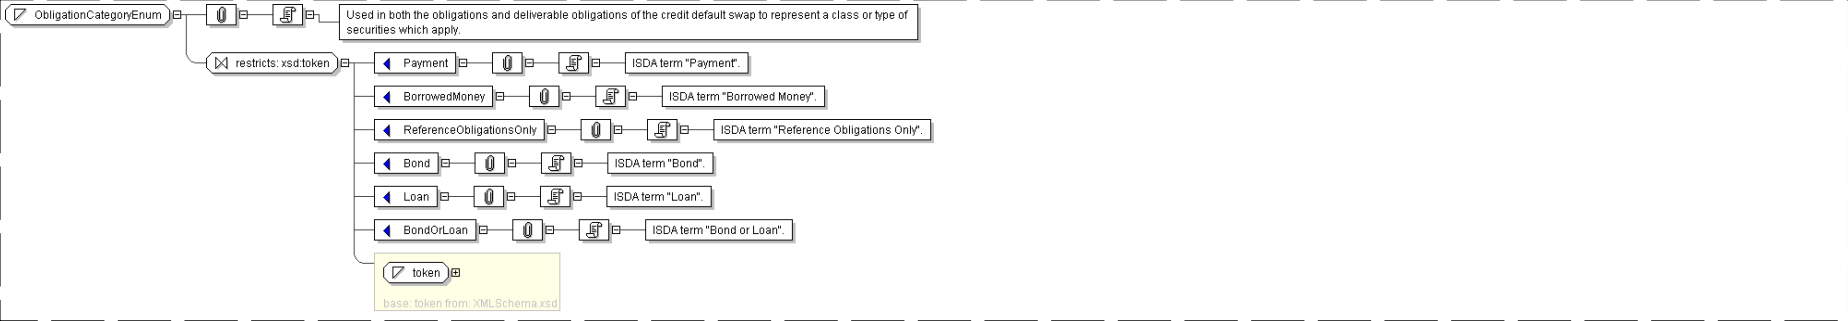 ObligationCategoryEnum
Used in both the obligations and deliverable obligations of the credit default swap to represent a class or type of
securities which apply.
restricts: xsd:token
Payment
ISDA term "Payment".
BorrowedMoney
ISDA term "Borrowed Money".
ReferenceObligationsOnly
ISDA term "Reference Obligations Only".
Bond
ISDA term "Bond".
Loan
ISDA term "Loan".
BondOrLoan
ISDA term "Bond or Loan".
token
base: token from: XMLSchema.xsd